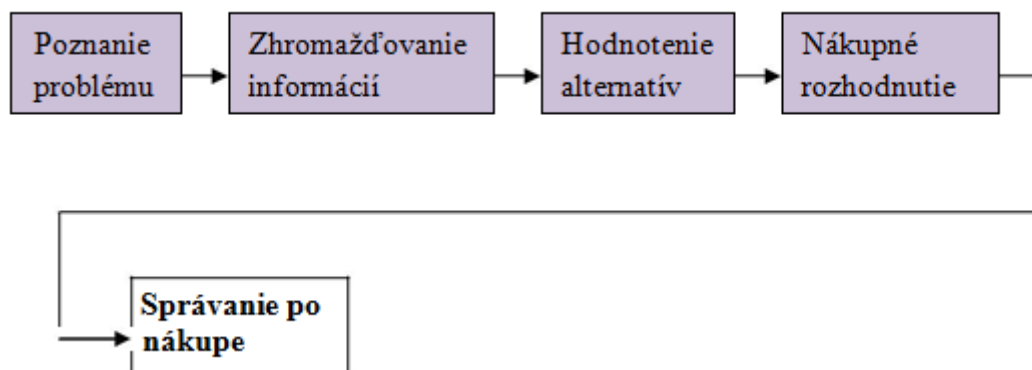 Poznanie
problému
Zhromažďovanie
informácií
Hodnotenie
alternatív
Nákupné
rozhodnutie
Správanie po
nákupe